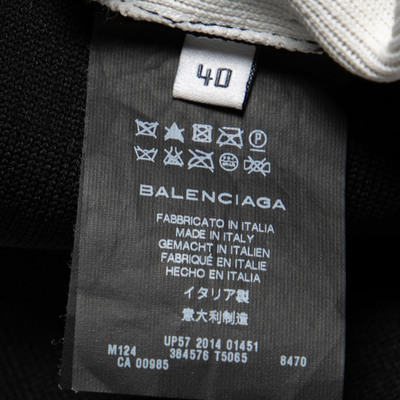 40
P
BALENCIAGA
FABBRICATO IN ITALIA
MADE IN ITALY
GEMACHT IN ITALIEN
FABRIQUÉ EN ITALIE
HECHO EN ITALIA
イタリア製
意大利制造
UP57 2014 01451
M124 384576 T5065 8470
CA 00985